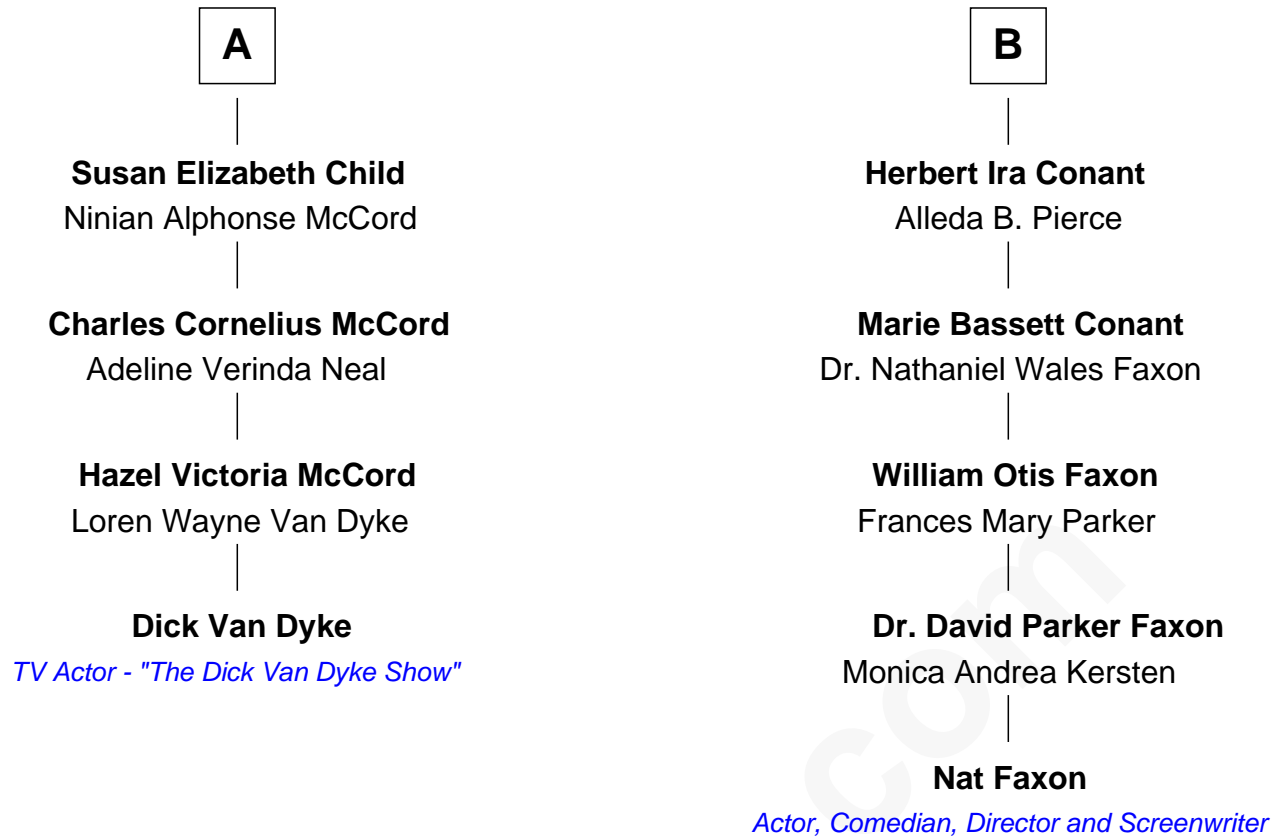 A
Susan Elizabeth Child
Ninian Alphonse McCord
Charles Cornelius McCord
Adeline Verinda Neal
Hazel Victoria McCord
Loren Wayne Van Dyke
Dick Van Dyke
TV Actor - "The Dick Van Dyke Show"
B
Herbert Ira Conant
Alleda B. Pierce
Marie Bassett Conant
Dr. Nathaniel Wales Faxon
William Otis Faxon
Frances Mary Parker
Dr. David Parker Faxon
Monica Andrea Kersten
Nat Faxon
Actor, Comedian, Director and Screenwriter
com